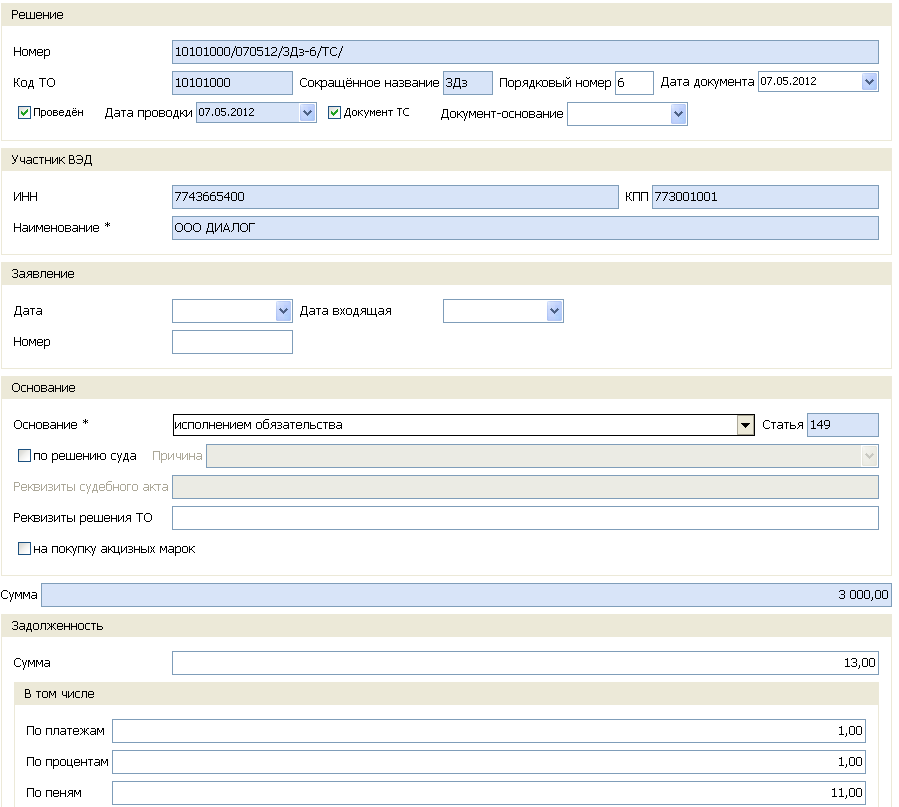 Решение
Номер 10101000/070512/ЗДз-6/ТС/
Код ТО 10101000 Сокращённое название ЗДз Порядковый номер 6 Дата документа 07.05.2012
Проведён Дата проводки 07.05.2012 Документ ТС Документ-основание
Участник ВЭД
ИНН 7743665400 КПП 773001001
Наименование * ООО ДИАЛОГ
Заявление
Дата Дата входящая
Номер
Основание
Основание * исполнением обязательства Статья 149
по решению суда Причина
Реквизиты судебного акта
Реквизиты решения ТО
на покупку акцизных марок
Сумма 3 000,00
Задолженность
Сумма 13,00
В том числе
По платежам 1,00
По процентам 1,00
По пеням 11,00